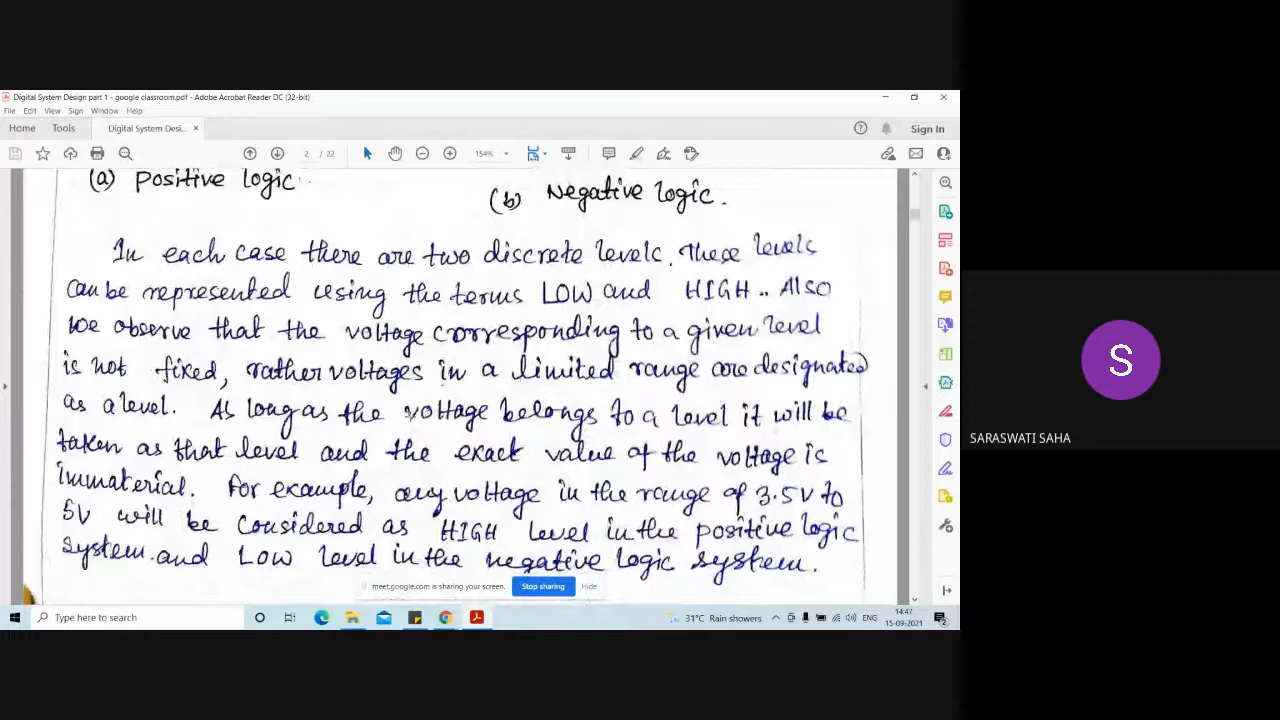 Digital System Design part 1 - google classroom.pdf - Adobe Acrobat Reader DC (32-bit)
File Edit View Sign Window Help
Home Tools Digital System Desi... × Sign In
2 / 22 154%
(a) Positive logic
(b) Negative logic.
In each case there are two discrete levels. These levels
can be represented using the terms LOW and HIGH.. Also
we observe that the voltage corresponding to a given level
is not fixed, rather voltages in a limited range are designated
as a level. As long as the voltage belongs to a level it will be
taken as that level and the exact value of the voltage is
immaterial. For example, any voltage in the range of 3.5V to
5V will be considered as HIGH level in the positive logic
system and LOW level in the negative logic system.
meet.google.com is sharing your screen. Stop sharing Hide
Type here to search
31°C Rain showers ENG 14:47
15-09-2021
2
S
SARASWATI SAHA